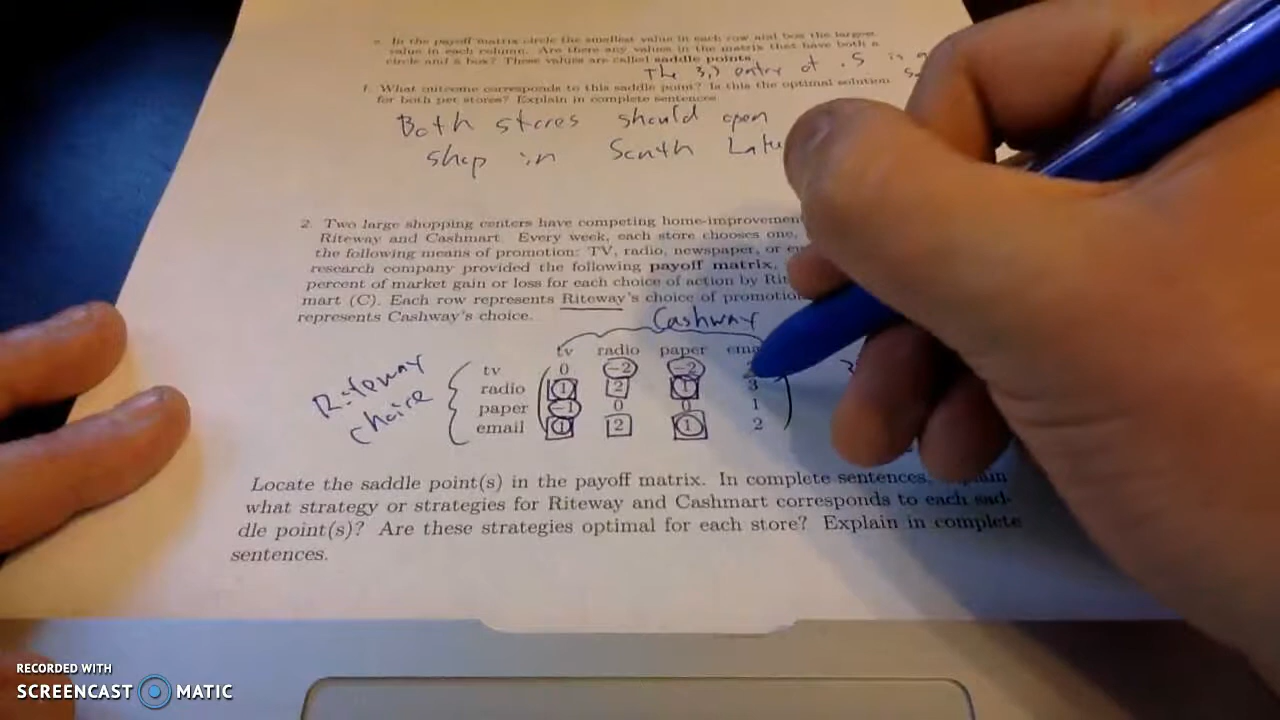 e. In the payoff matrix circle the smallest value in each row and box the largest
value in each column. Are there any values in the matrix that have both a
circle and a box? These values are called saddle points.
The 3,3 entry of .5 is a
f. What outcome corresponds to this saddle point? Is this the optimal solution
for both pet stores? Explain in complete sentences.
Both stores should open
shop in South
2. Two large shopping centers have competing home-improvement
Riteway and Cashmart. Every week, each store chooses one,
the following means of promotion: TV, radio, newspaper, or
research company provided the following payoff matrix,
percent of market gain or loss for each choice of action by
mart (C). Each row represents Riteway's choice of promotion
represents Cashway's choice.
Cashway
tv radio paper
Riteway choice
tv 0 -2 -2 2
radio 1 2 1 3
paper -1 0 0 1
email 1 2 1 2
Locate the saddle point(s) in the payoff matrix. In complete sentences,
what strategy or strategies for Riteway and Cashmart corresponds to each sad-
dle point(s)? Are these strategies optimal for each store? Explain in complete
sentences.
RECORDED WITH
SCREENCAST MATIC